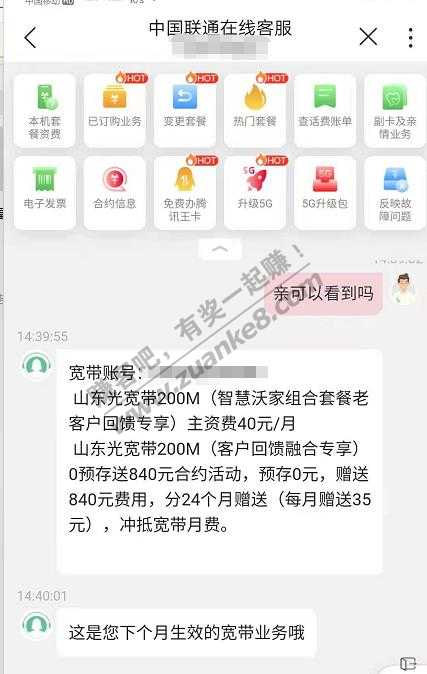 中国移动
中国联通在线客服
HOT HOT HOT
本机套 已订购业务 变更套餐 热门套餐 查话费账单 副卡及亲
餐资费 情业务
HOT HOT
5G 5G
电子发票 合约信息 免费办腾 升级5G 5G升级包 反映故
讯王卡 障问题
14:39:02
亲可以看到吗
14:39:55
宽带账号：
山东光宽带200M（智慧沃家组合套餐老
客户回馈专享）主资费40元/月
山东光宽带200M（客户回馈融合专享）
0预存送840元合约活动，预存0元，赠送
840元费用，分24个月赠送（每月赠送35
元），冲抵宽带月费。
14:40:01
这是您下个月生效的宽带业务哦
赚客吧，有奖一起赚！
www.zuanke8.com